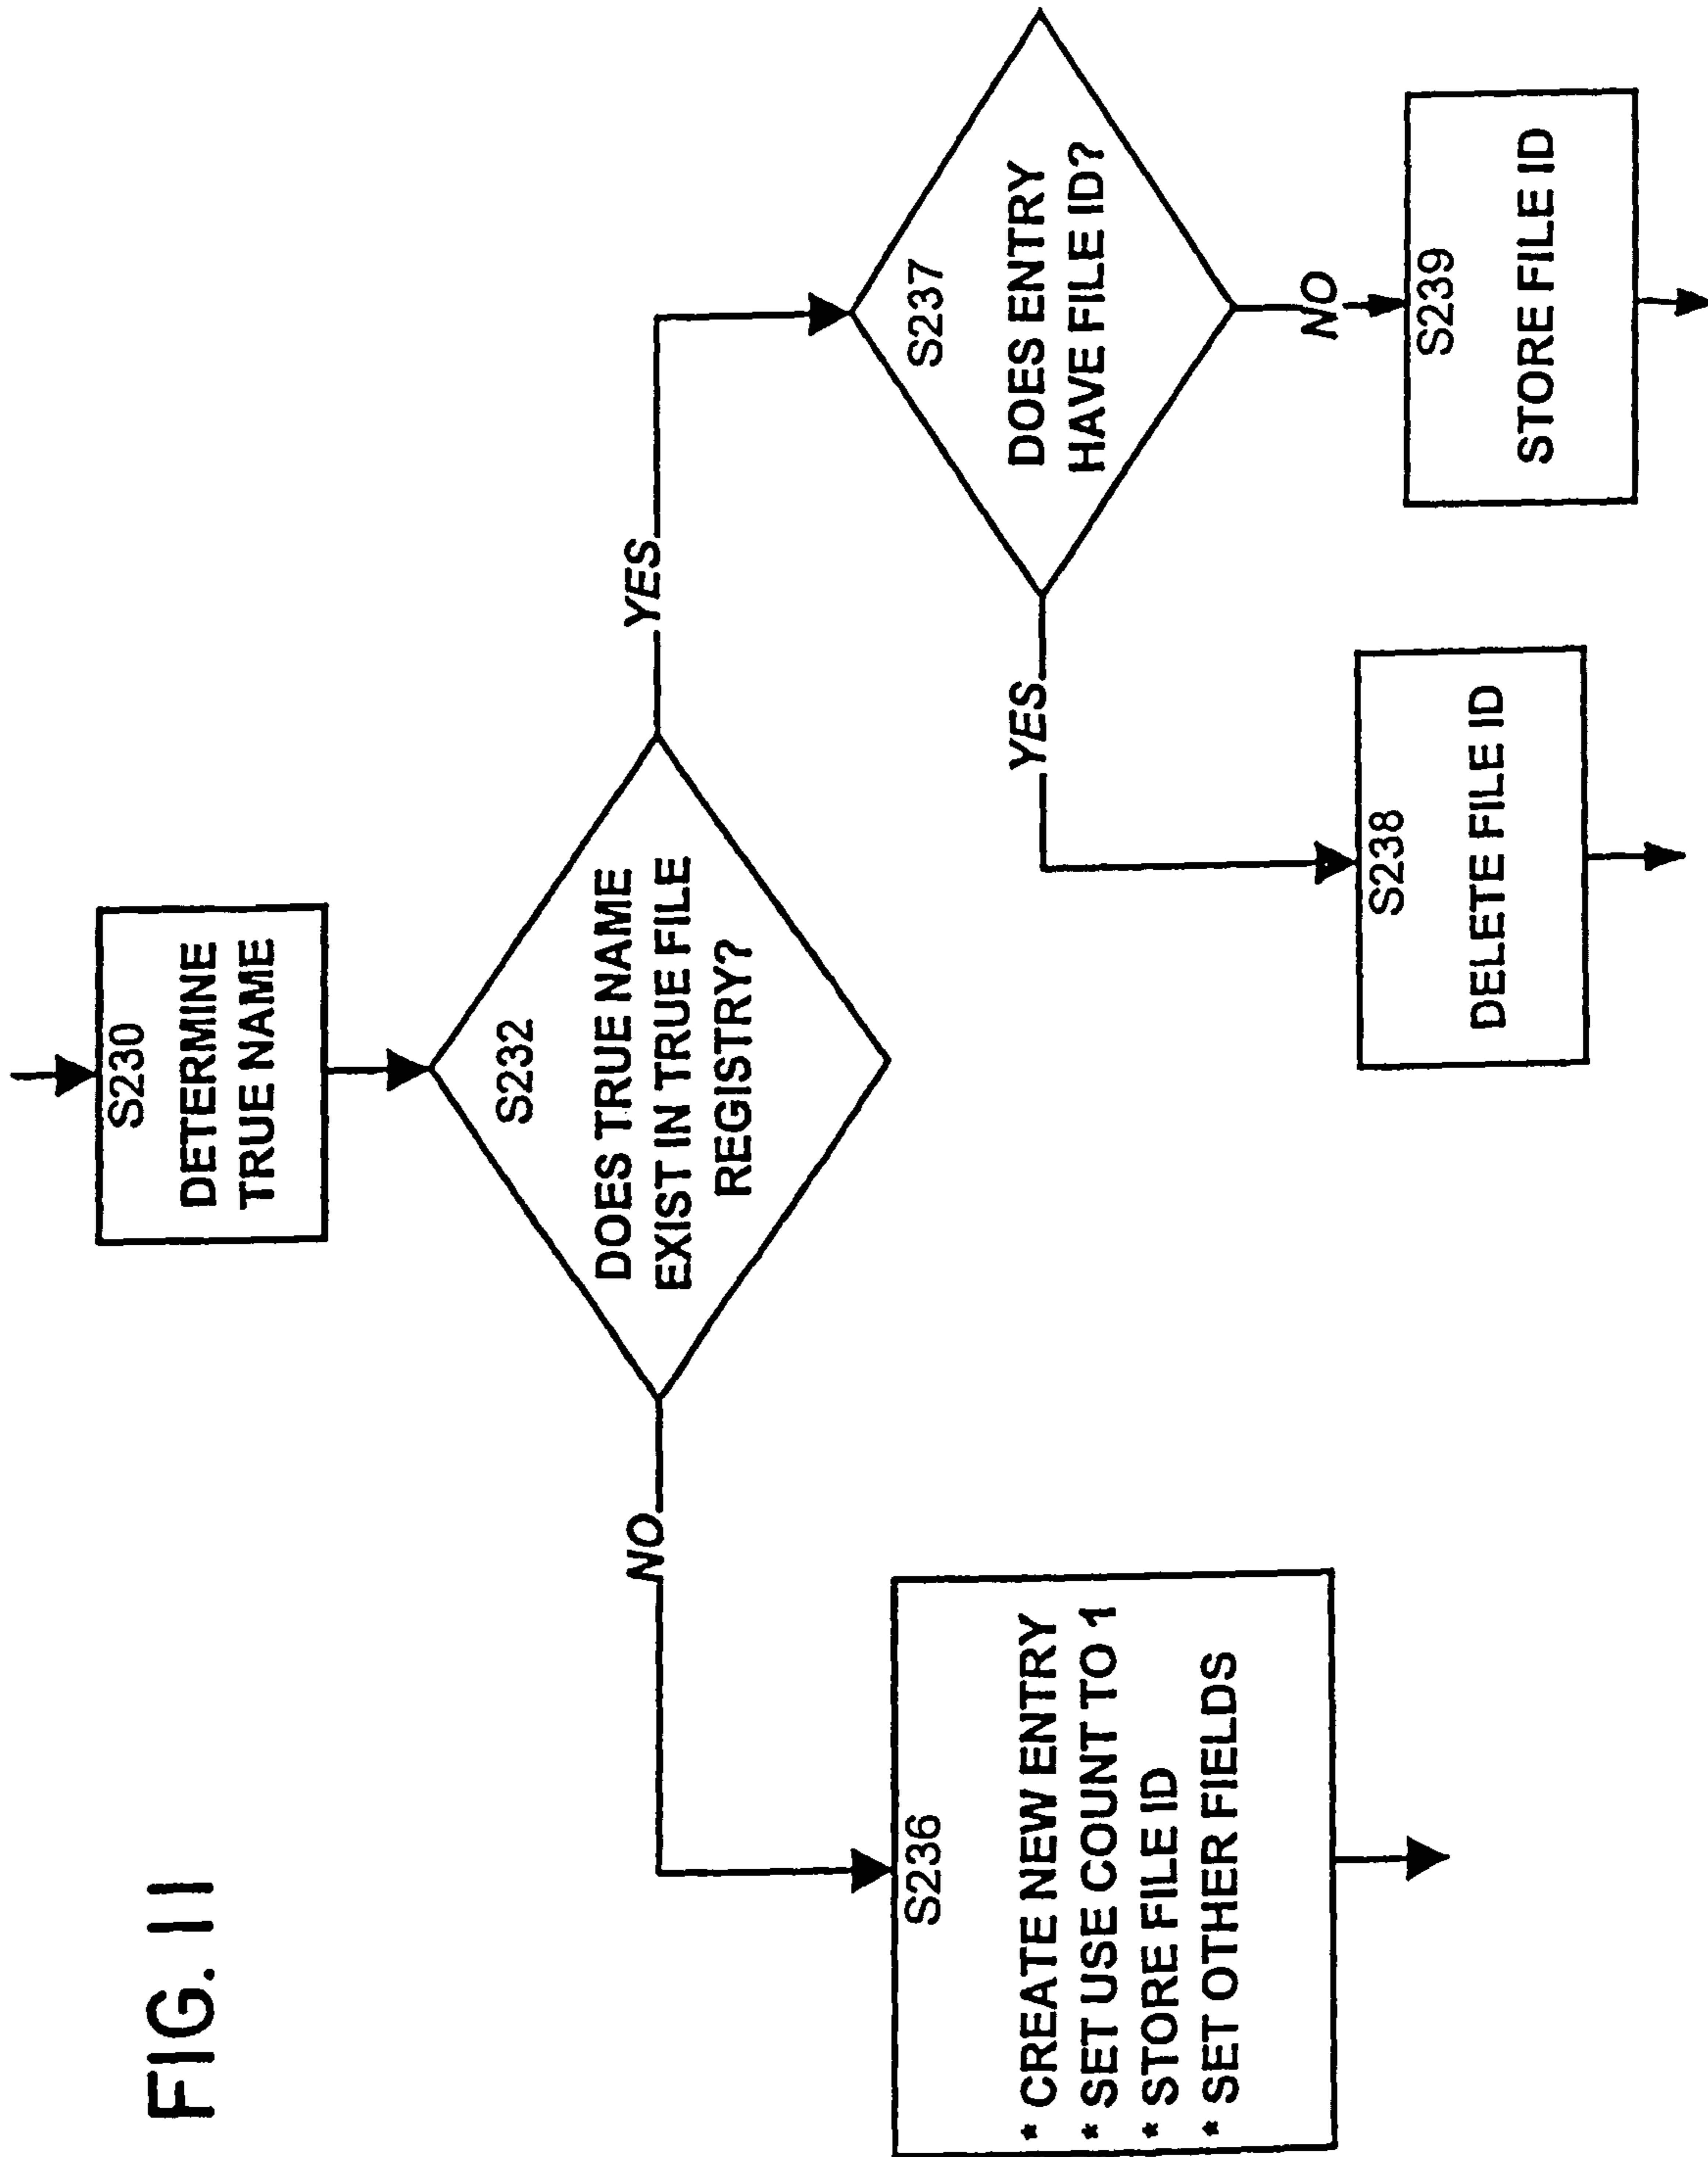 FIG. 11
S230
DETERMINE
TRUE NAME
S232
DOES TRUE NAME
EXIST IN TRUE FILE
REGISTRY?
NO
YES
S236
* CREATE NEW ENTRY
* SET USE COUNT TO 1
* STORE FILE ID
* SET OTHER FIELDS
S237
DOES ENTRY
HAVE FILE ID?
YES
NO
S238
DELETE FILE ID
S239
STORE FILE ID